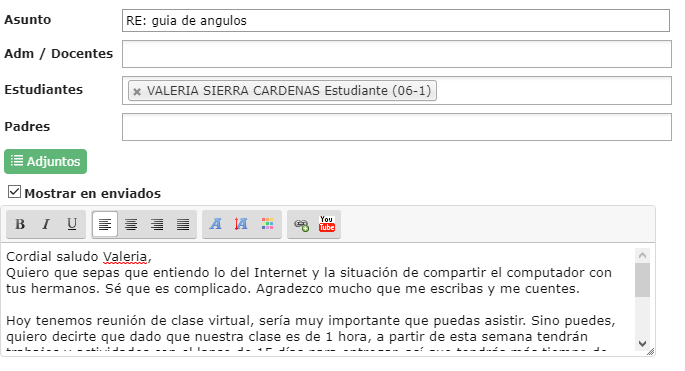 Asunto
RE: guia de angulos
Adm / Docentes
Estudiantes
× VALERIA SIERRA CARDENAS Estudiante (06-1)
Padres
Adjuntos
Mostrar en enviados
B I U A A You Tube
Cordial saludo Valeria,
Quiero que sepas que entiendo lo del Internet y la situación de compartir el computador con
tus hermanos. Sé que es complicado. Agradezco mucho que me escribas y me cuentes.
Hoy tenemos reunión de clase virtual, sería muy importante que puedas asistir. Sino puedes,
quiero decirte que dado que nuestra clase es de 1 hora, a partir de esta semana tendrán
trabajos y actividades con el lapso de 15 días para entregar, así que tendrás más tiempo de